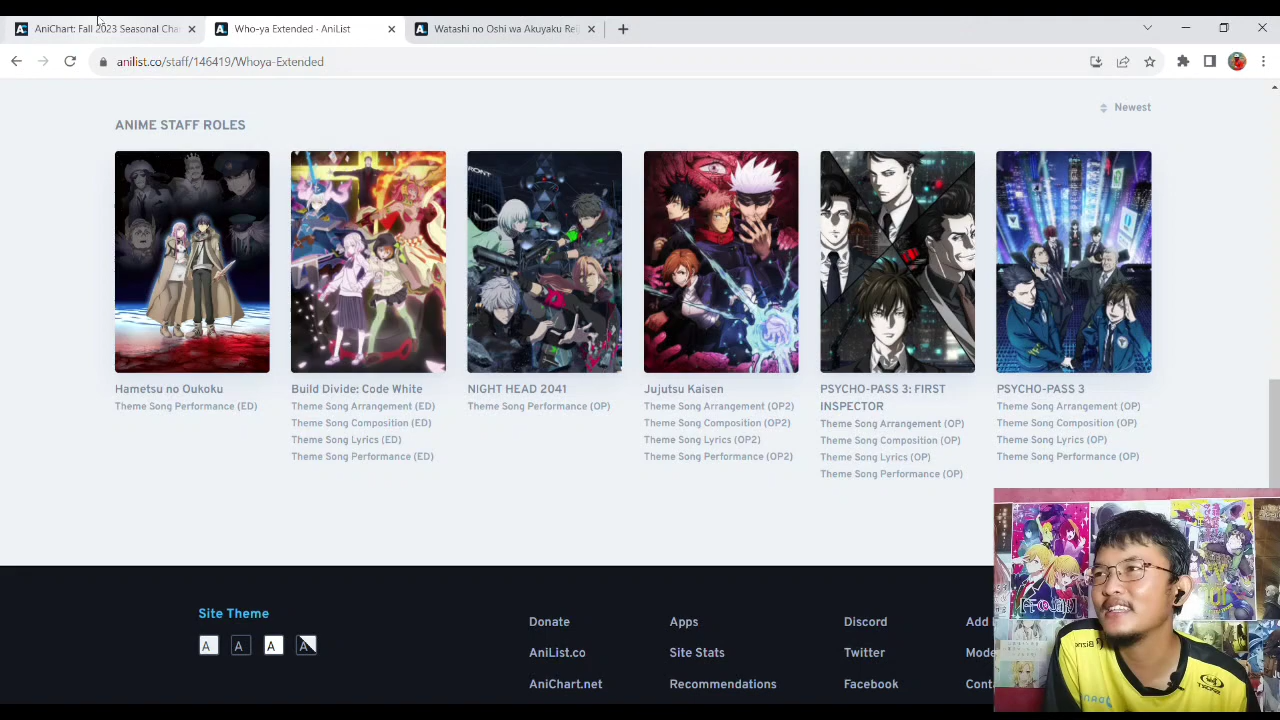 AniChart: Fall 2023 Seasonal Cha
Who-ya Extended · AniList
Watashi no Oshi wa Akuyaku Rei
anilist.co/staff/146419/Whoya-Extended
Newest
ANIME STAFF ROLES
Hametsu no Oukoku
Theme Song Performance (ED)
Build Divide: Code White
Theme Song Arrangement (ED)
Theme Song Composition (ED)
Theme Song Lyrics (ED)
Theme Song Performance (ED)
NIGHT HEAD 2041
Theme Song Performance (OP)
Jujutsu Kaisen
Theme Song Arrangement (OP2)
Theme Song Composition (OP2)
Theme Song Lyrics (OP2)
Theme Song Performance (OP2)
PSYCHO-PASS 3: FIRST
INSPECTOR
Theme Song Arrangement (OP)
Theme Song Composition (OP)
Theme Song Lyrics (OP)
Theme Song Performance (OP)
PSYCHO-PASS 3
Theme Song Arrangement (OP)
Theme Song Composition (OP)
Theme Song Lyrics (OP)
Theme Song Performance (OP)
Site Theme
A A A A
Donate
AniList.co
AniChart.net
Apps
Site Stats
Recommendations
Discord
Twitter
Facebook
Add
Mode
Cont